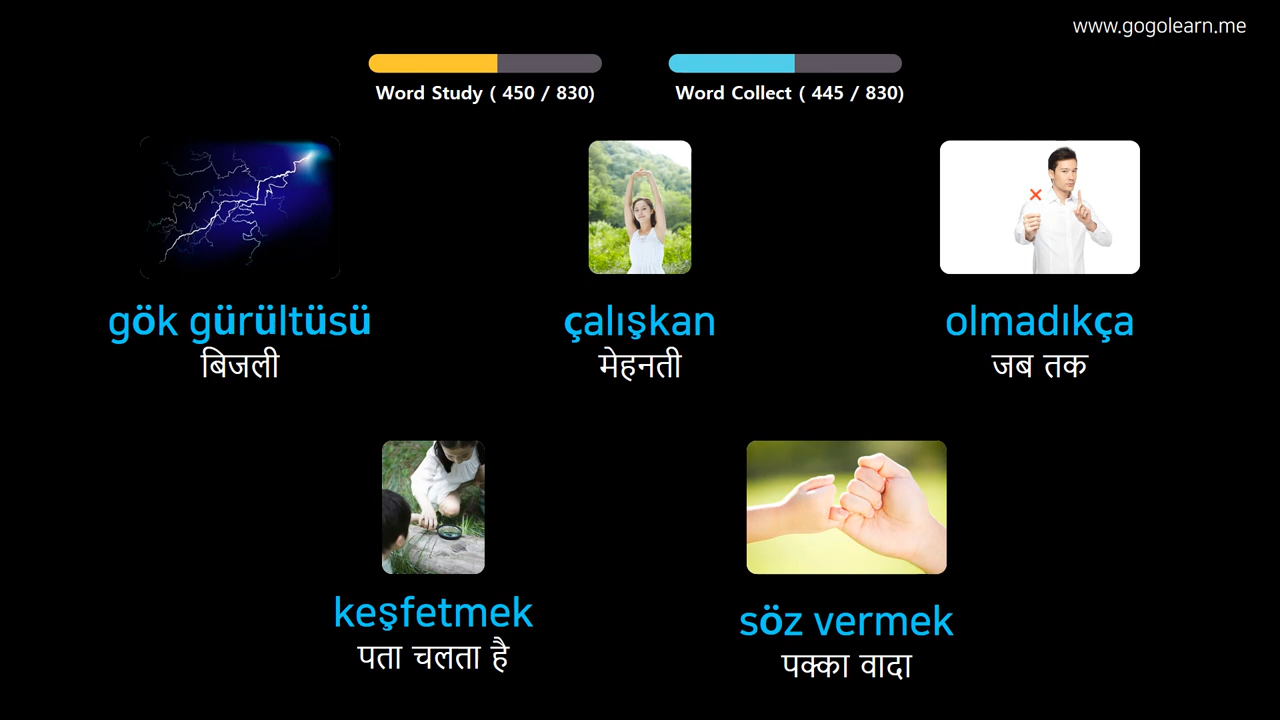 www.gogolearn.me
Word Study ( 450 / 830)
Word Collect ( 445 / 830)
gök gürültüsü
बिजली
çalışkan
मेहनती
olmadıkça
जब तक
keşfetmek
पता चलता है
söz vermek
पक्का वादा